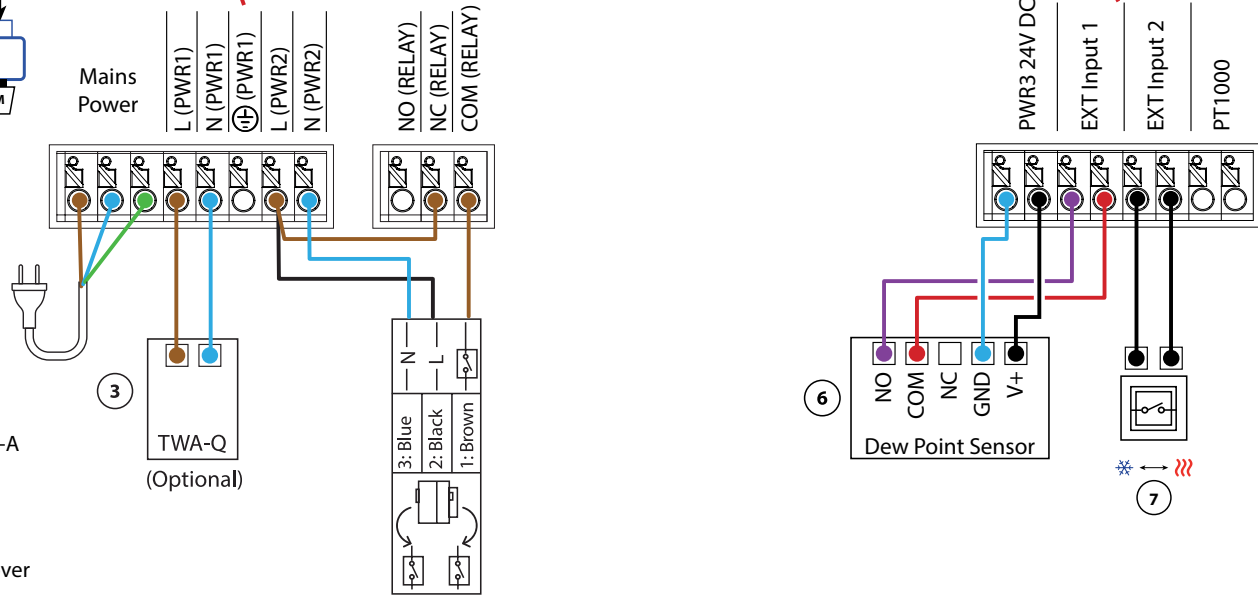 M
Mains
Power
L (PWR1)
N (PWR1)
(PWR1)
L (PWR2)
N (PWR2)
NO (RELAY)
NC (RELAY)
COM (RELAY)
PWR3 24V DC
EXT Input 1
EXT Input 2
PT1000
3
TWA-Q
(Optional)
-A
ver
N
L
3: Blue
2: Black
1: Brown
6
NO
COM
NC
GND
V+
Dew Point Sensor
7